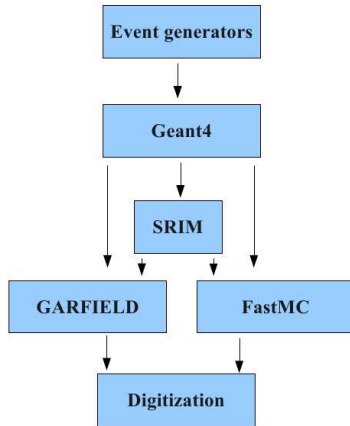 Event generators
Geant4
SRIM
GARFIELD
FastMC
Digitization